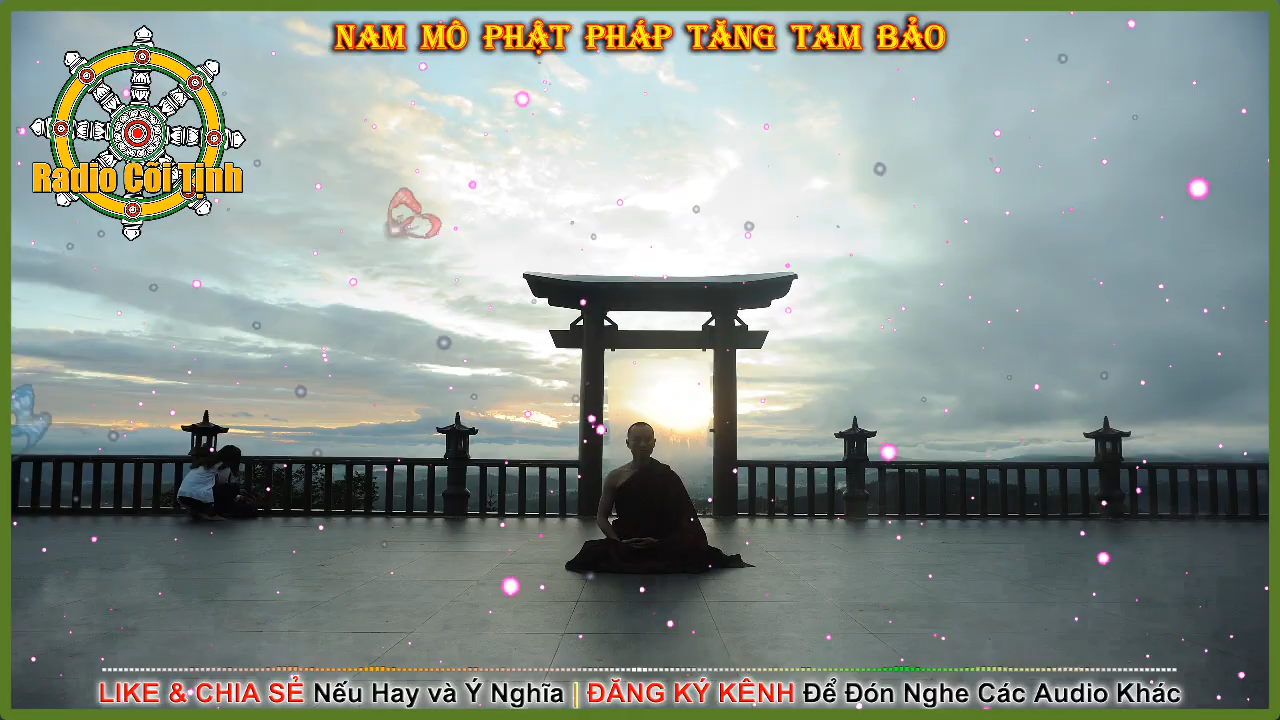 NAM MÔ PHẬT PHÁP TĂNG TAM BẢO
Radio Cõi Tịnh
LIKE & CHIA SẺ Nếu Hay và Ý Nghĩa | ĐĂNG KÝ KÊNH Để Đón Nghe Các Audio Khác